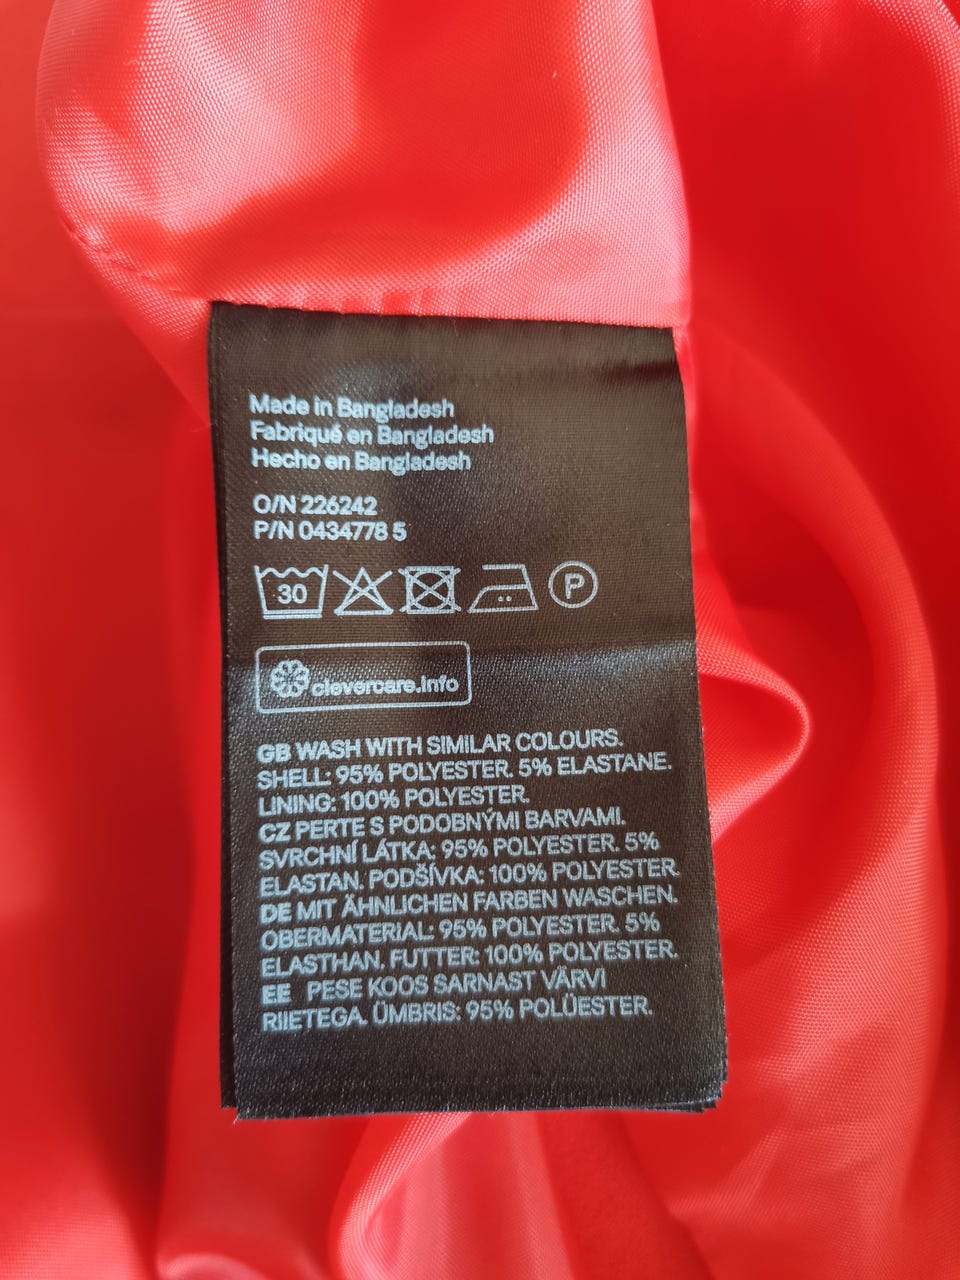 Made in Bangladesh
Fabriqué en Bangladesh
Hecho en Bangladesh
O/N 226242
P/N 0434778 5
30
P
clevercare.info
GB WASH WITH SIMILAR COLOURS.
SHELL: 95% POLYESTER. 5% ELASTANE.
LINING: 100% POLYESTER.
CZ PERTE S PODOBNÝMI BARVAMI.
SVRCHNÍ LÁTKA: 95% POLYESTER. 5%
ELASTAN. PODŠÍVKA: 100% POLYESTER.
DE MIT ÄHNLICHEN FARBEN WASCHEN.
OBERMATERIAL: 95% POLYESTER. 5%
ELASTHAN. FUTTER: 100% POLYESTER.
EE PESE KOOS SARNAST VÄRVI
RIIETEGA. ÜMBRIS: 95% POLÜESTER.